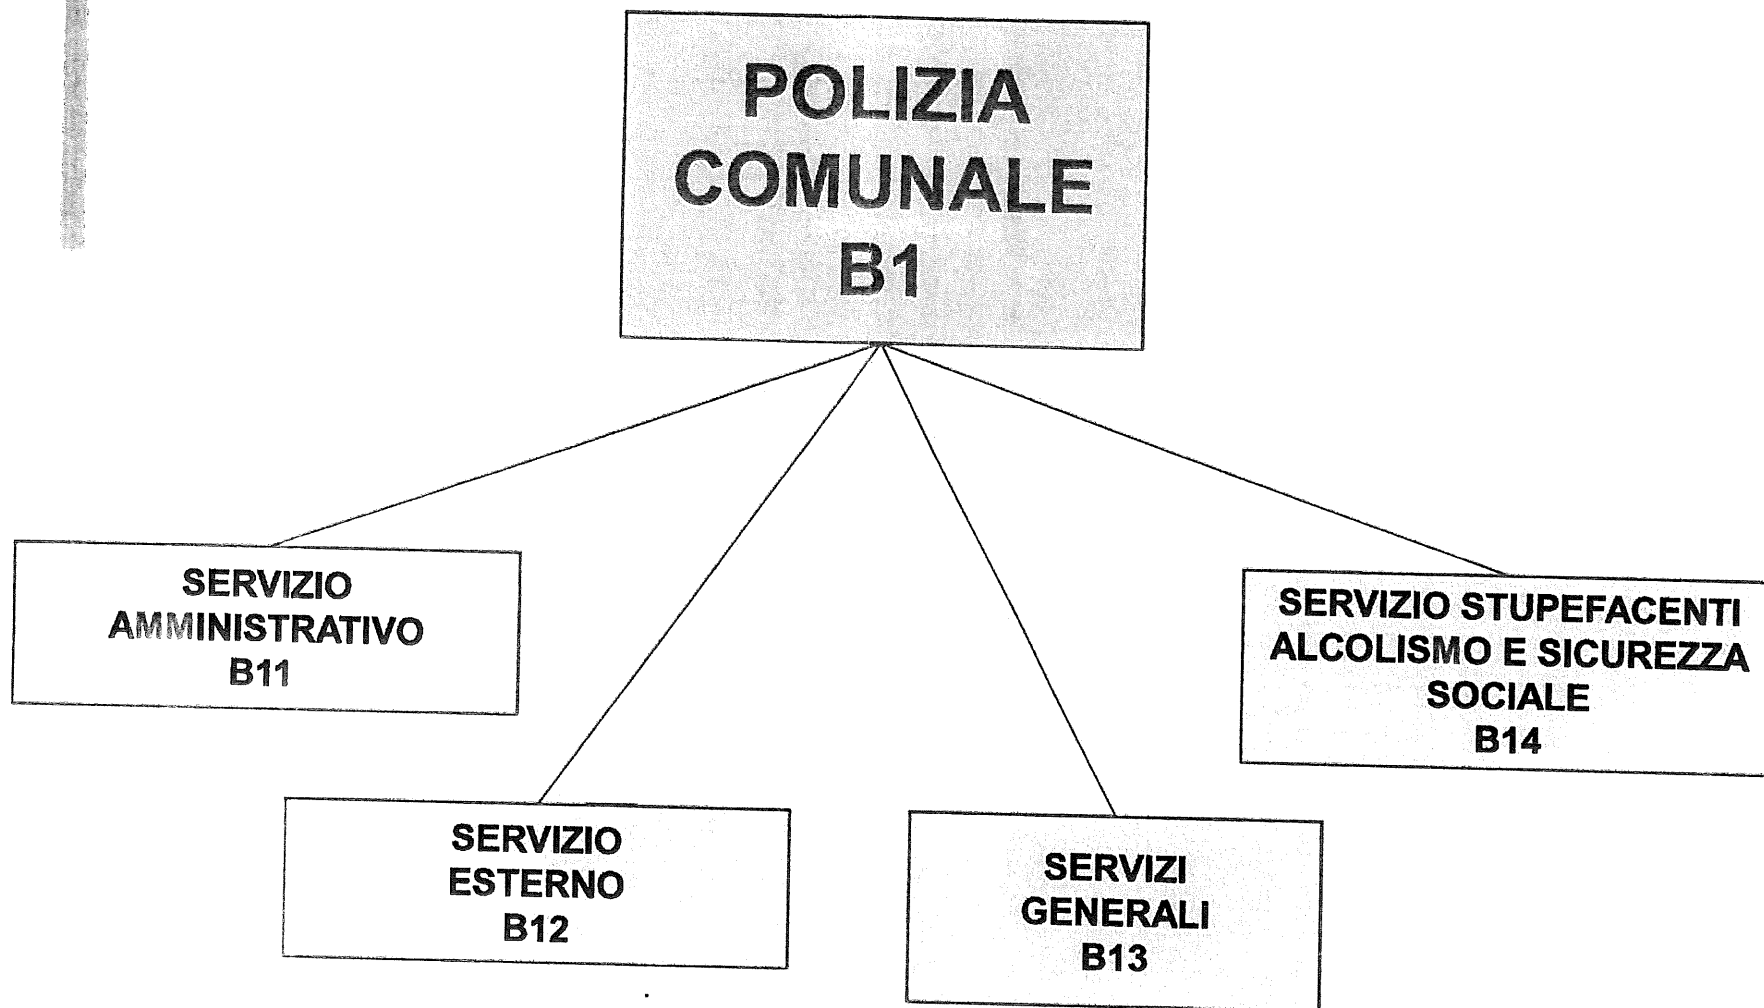 POLIZIA
COMUNALE
B1
SERVIZIO
AMMINISTRATIVO
B11
SERVIZIO STUPEFACENTI
ALCOLISMO E SICUREZZA
SOCIALE
B14
SERVIZIO
ESTERNO
B12
SERVIZI
GENERALI
B13